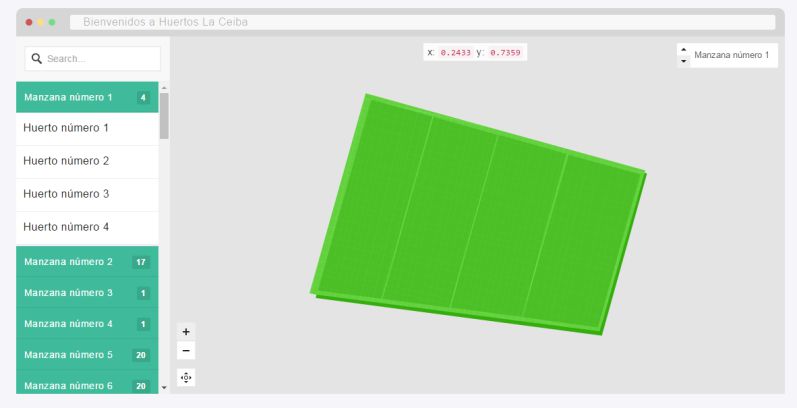 Bienvenidos a Huertos La Ceiba
Search...
x: 0.2433 y: 0.7359
Manzana número 1
Manzana número 1 4
Huerto número 1
Huerto número 2
Huerto número 3
Huerto número 4
Manzana número 2 17
Manzana número 3 1
Manzana número 4 1
Manzana número 5 20
Manzana número 6 20